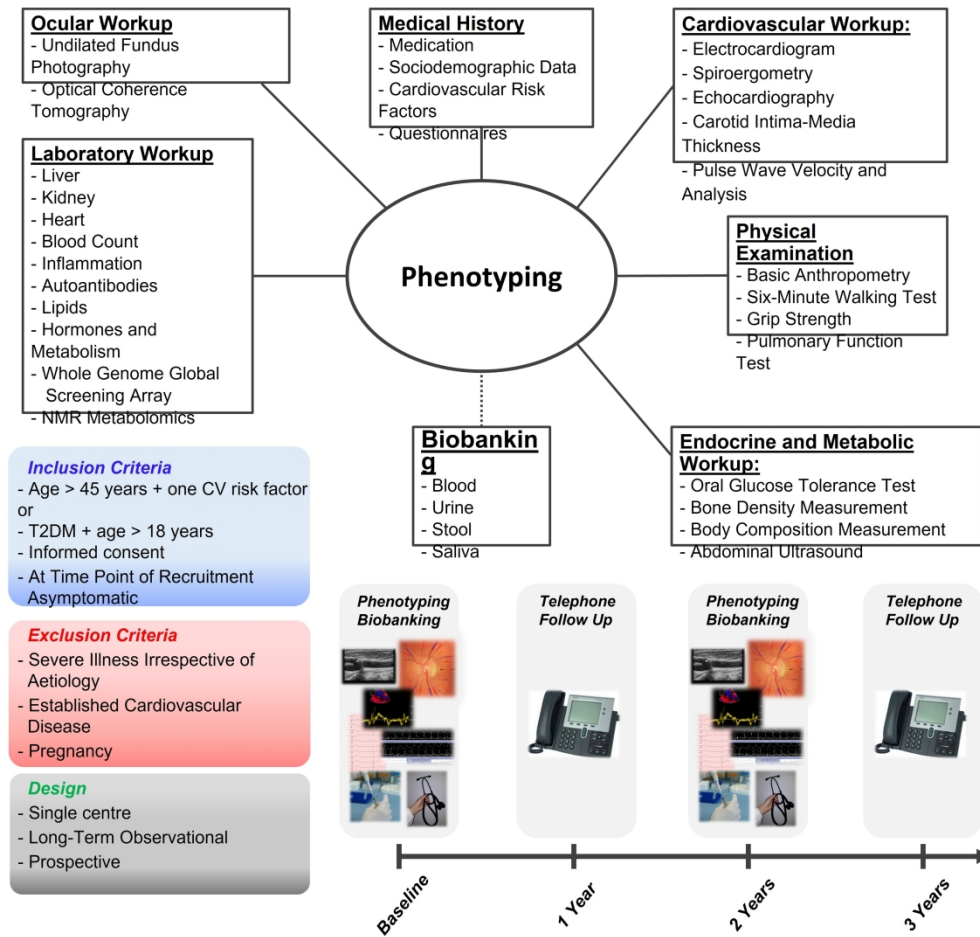 Ocular Workup
- Undilated Fundus
Photography
- Optical Coherence
Tomography
Medical History
- Medication
- Sociodemographic Data
- Cardiovascular Risk
Factors
- Questionnaires
Cardiovascular Workup:
- Electrocardiogram
- Spiroergometry
- Echocardiography
- Carotid Intima-Media
Thickness
- Pulse Wave Velocity and
Analysis
Laboratory Workup
- Liver
- Kidney
- Heart
- Blood Count
- Inflammation
- Autoantibodies
- Lipids
- Hormones and
Metabolism
- Whole Genome Global
Screening Array
- NMR Metabolomics
Phenotyping
Physical
Examination
- Basic Anthropometry
- Six-Minute Walking Test
- Grip Strength
- Pulmonary Function
Test
Biobankin
g
- Blood
- Urine
- Stool
- Saliva
Endocrine and Metabolic
Workup:
- Oral Glucose Tolerance Test
- Bone Density Measurement
- Body Composition Measurement
- Abdominal Ultrasound
Inclusion Criteria
- Age > 45 years + one CV risk factor
or
- T2DM + age > 18 years
- Informed consent
- At Time Point of Recruitment
Asymptomatic
Exclusion Criteria
- Severe Illness Irrespective of
Aetiology
- Established Cardiovascular
Disease
- Pregnancy
Design
- Single centre
- Long-Term Observational
- Prospective
Phenotyping
Biobanking
Telephone
Follow Up
Phenotyping
Biobanking
Telephone
Follow Up
Baseline
1 Year
2 Years
3 Years